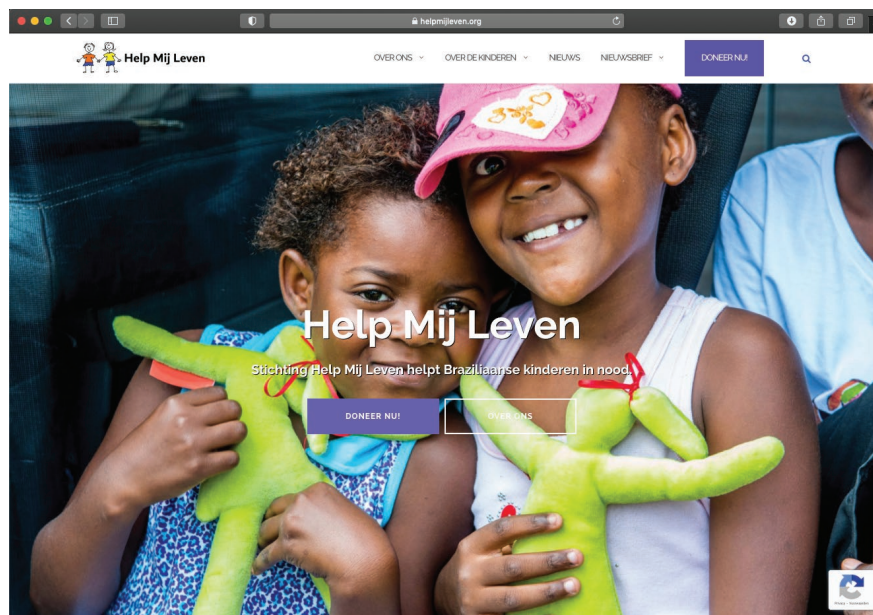 helpmijleven.org
Help Mij Leven
OVER ONS
OVER DE KINDEREN
NIEUWS
NIEUWSBRIEF
DONEER NU!
Help Mij Leven
Stichting Help Mij Leven helpt Braziliaanse kinderen in nood.
DONEER NU!
OVER ONS